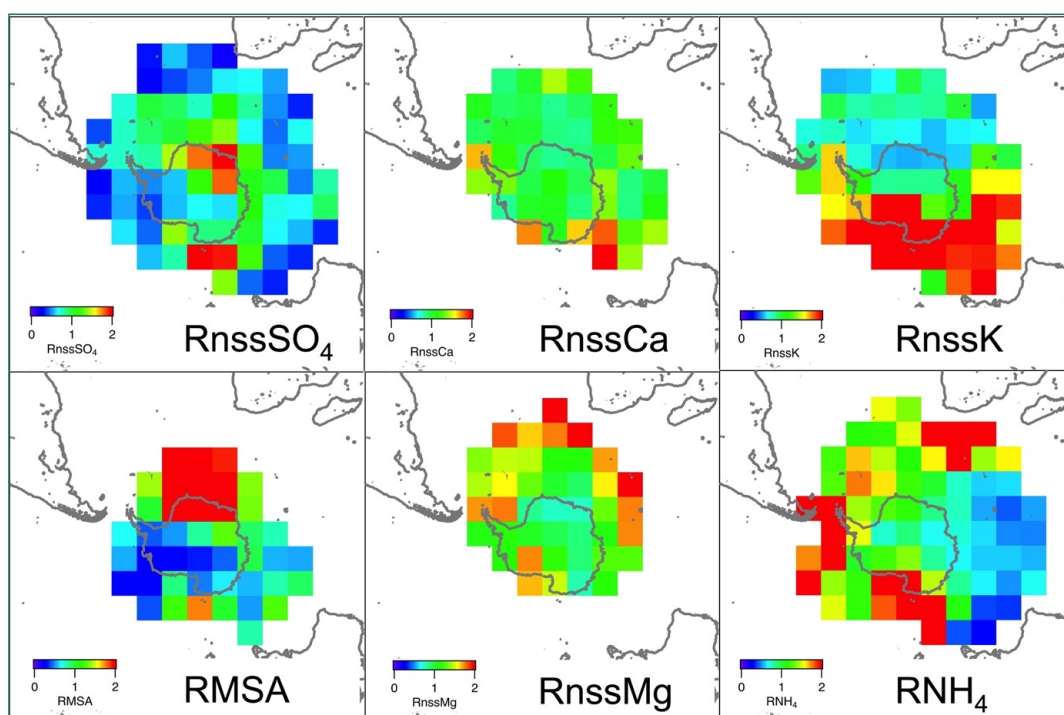 0 1 2
RnssSO₄
RnssSO₄
0 1 2
RnssCa
RnssCa
0 1 2
RnssK
RnssK
0 1 2
RMSA
RMSA
0 1 2
RnssMg
RnssMg
0 1 2
RNH₄
RNH₄